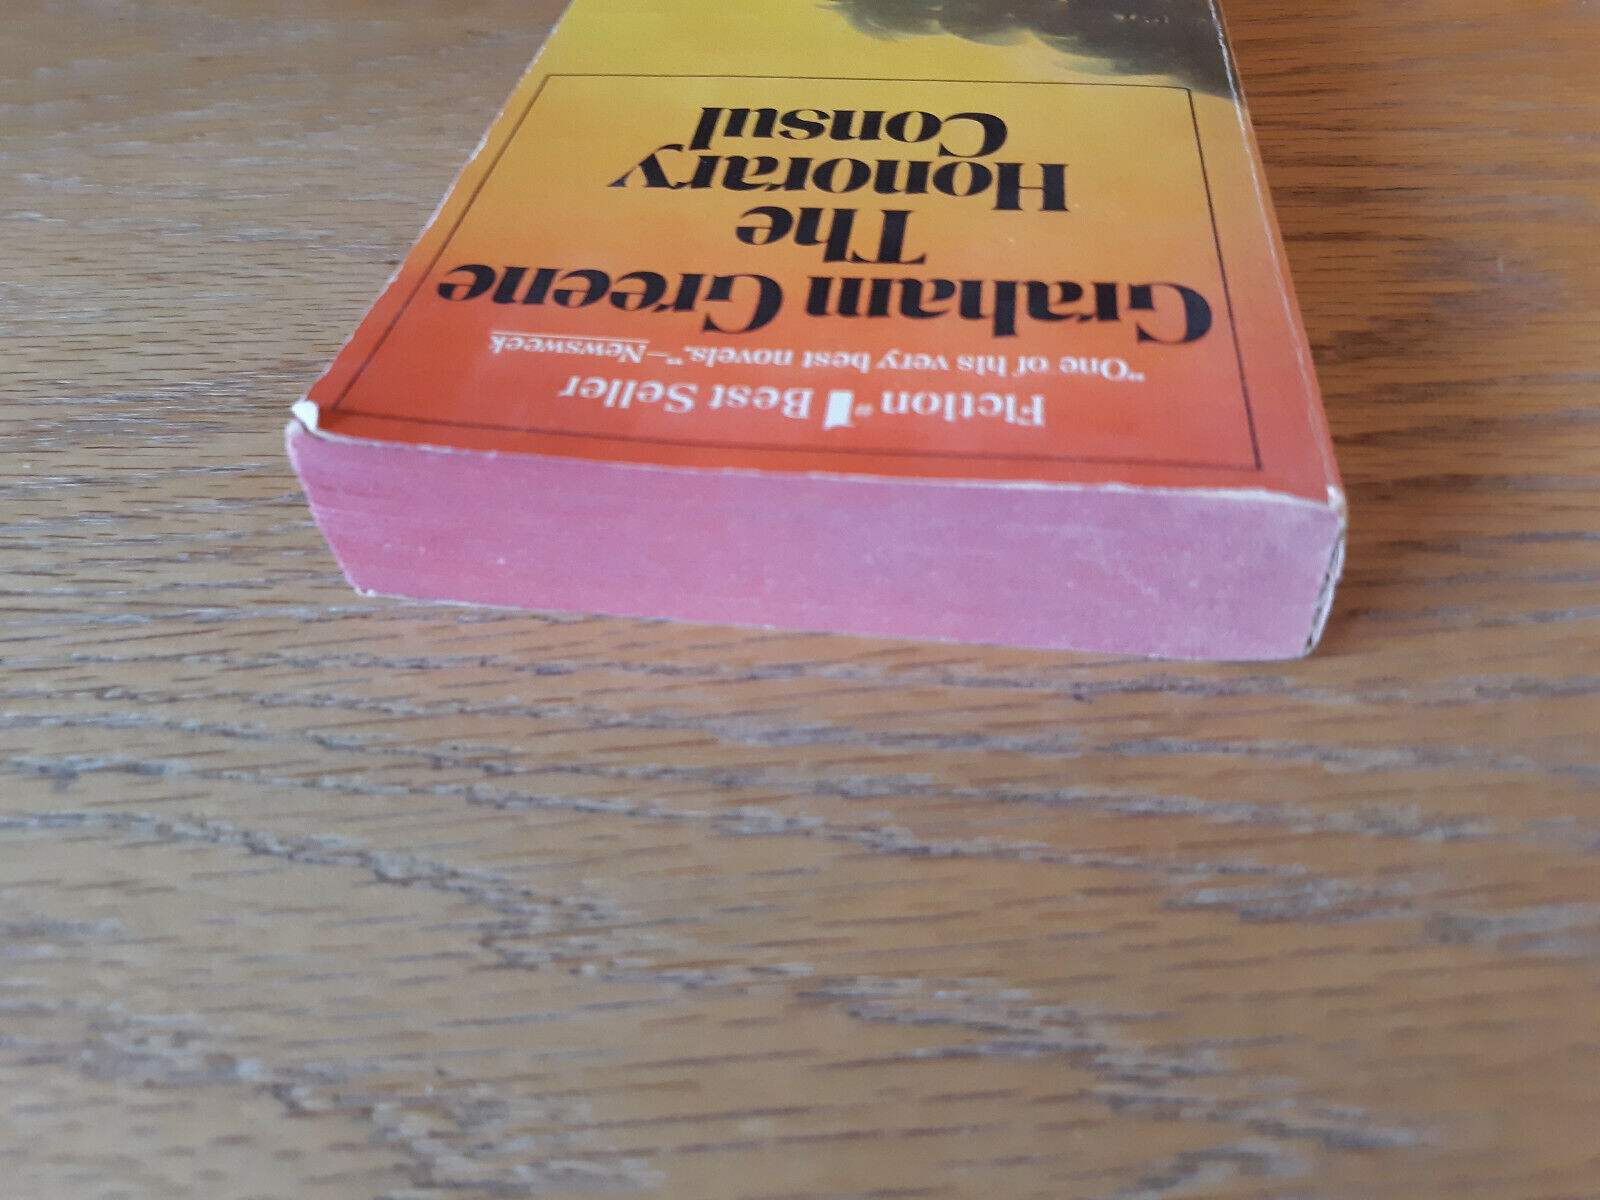 Fiction #1 Best Seller
"One of his very best novels."—Newsweek
Graham Greene
The
Honorary
Consul